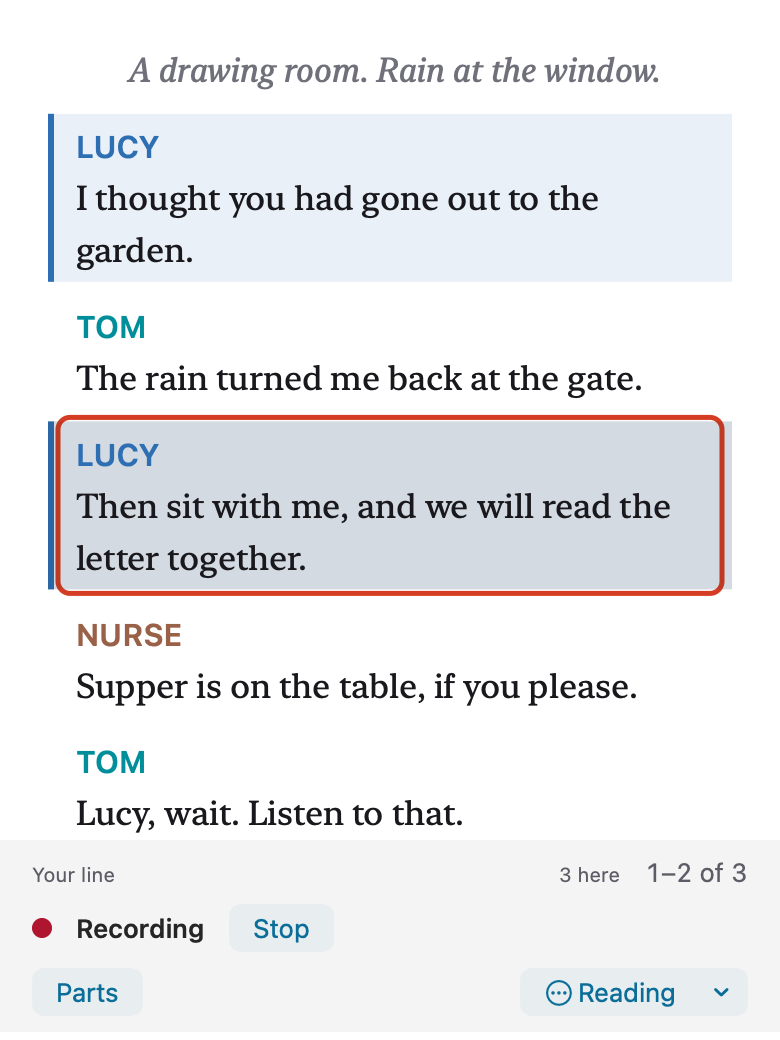 A drawing room. Rain at the window.
LUCY
I thought you had gone out to the
garden.
TOM
The rain turned me back at the gate.
LUCY
Then sit with me, and we will read the
letter together.
NURSE
Supper is on the table, if you please.
TOM
Lucy, wait. Listen to that.
Your line 3 here 1–2 of 3
Recording Stop
Parts Reading